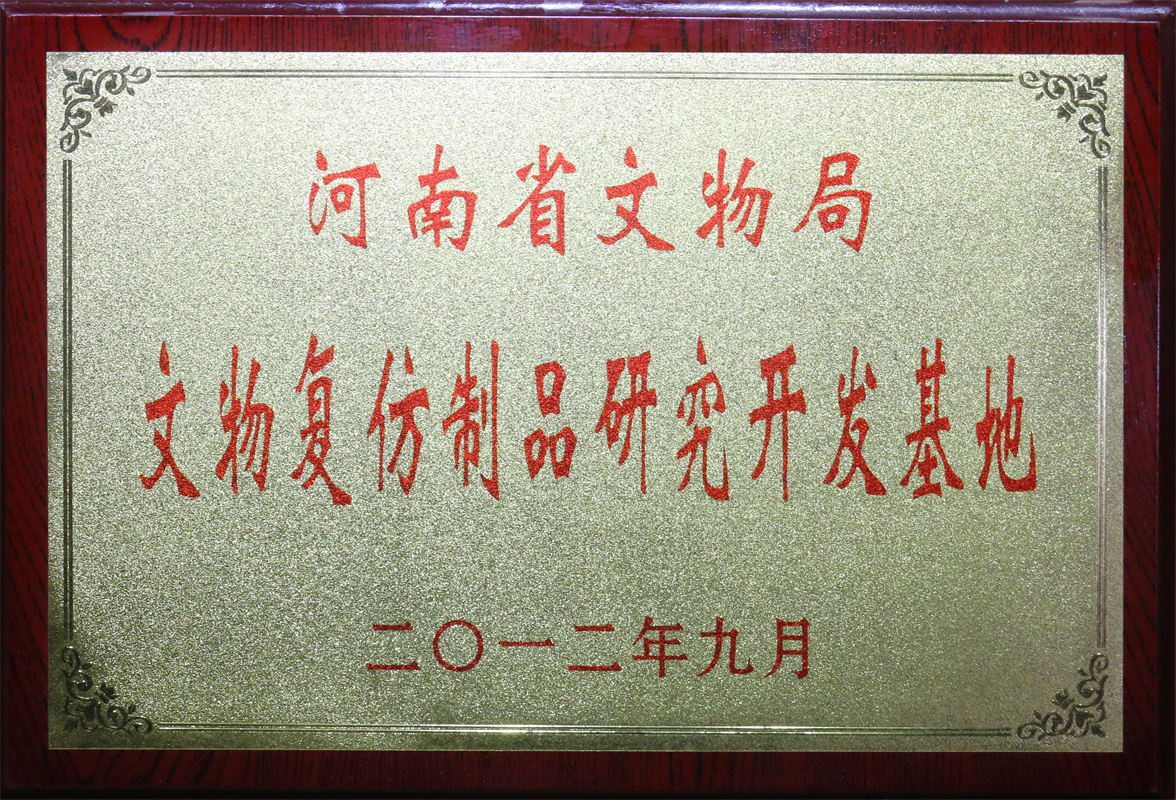 河南省文物局
文物复仿制品研究开发基地
二〇一二年九月